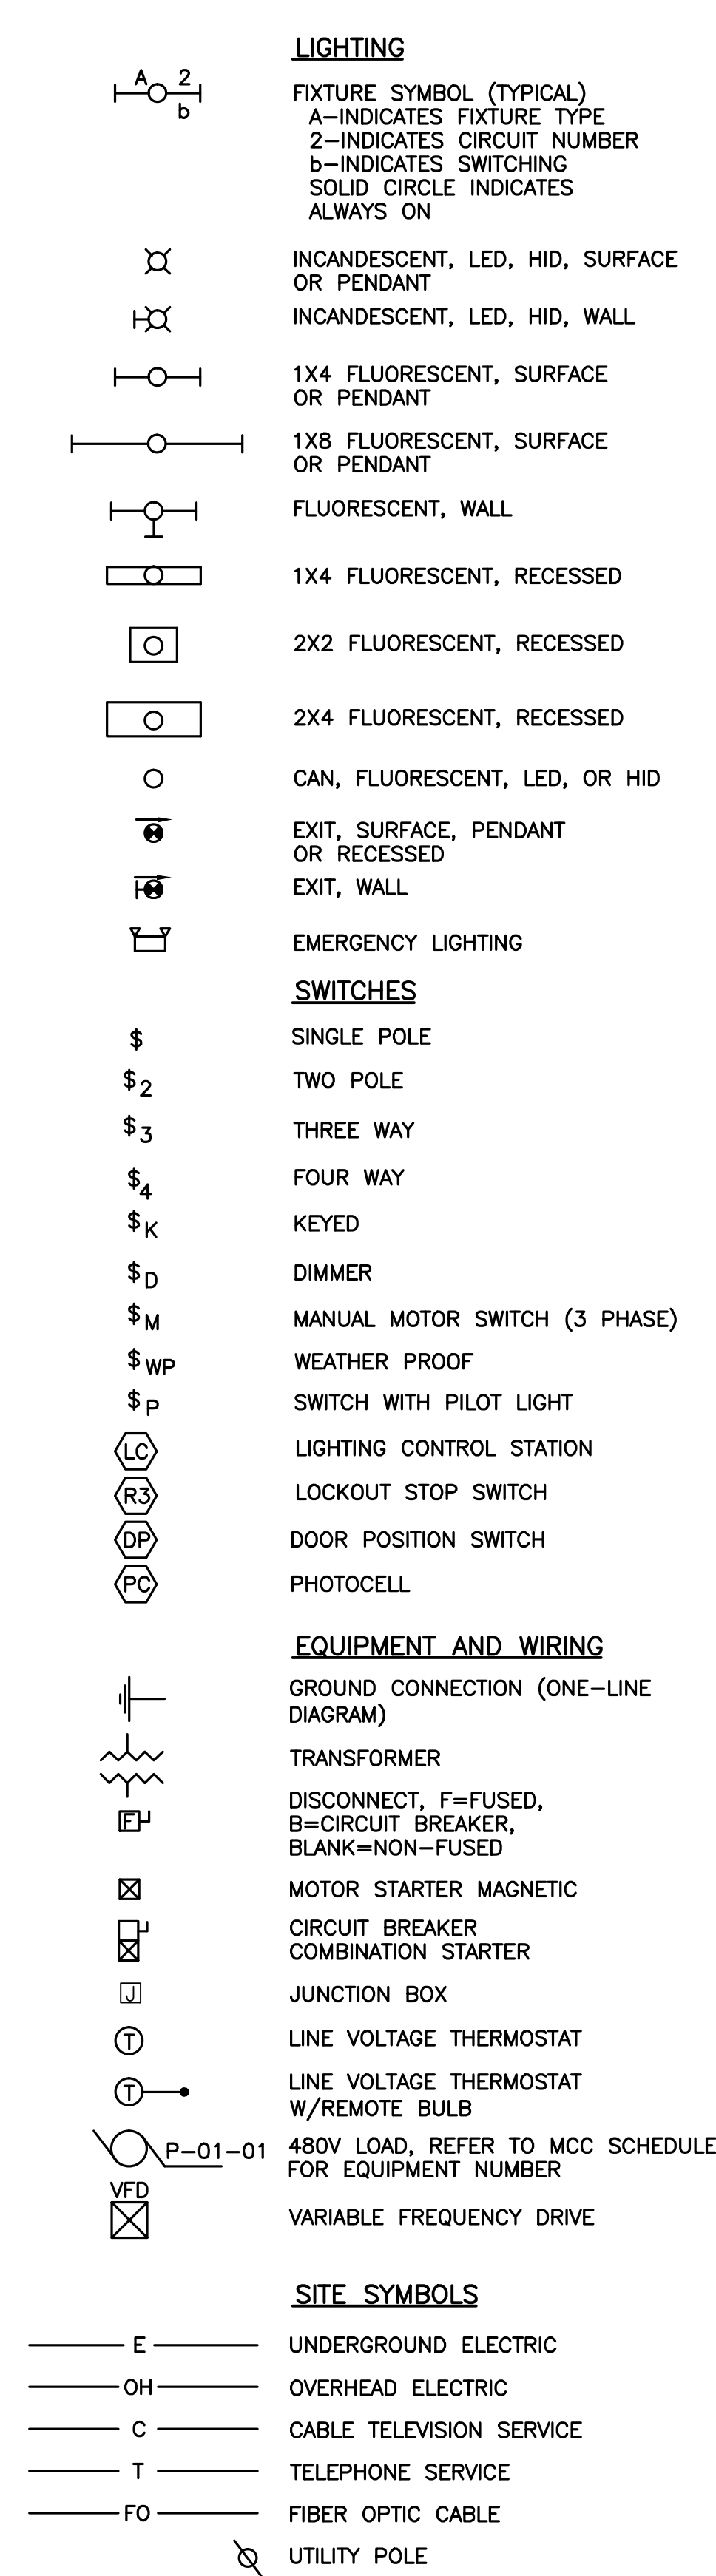 LIGHTING
A 2
b
FIXTURE SYMBOL (TYPICAL)
A-INDICATES FIXTURE TYPE
2-INDICATES CIRCUIT NUMBER
b-INDICATES SWITCHING
SOLID CIRCLE INDICATES
ALWAYS ON
INCANDESCENT, LED, HID, SURFACE
OR PENDANT
INCANDESCENT, LED, HID, WALL
1X4 FLUORESCENT, SURFACE
OR PENDANT
1X8 FLUORESCENT, SURFACE
OR PENDANT
FLUORESCENT, WALL
1X4 FLUORESCENT, RECESSED
2X2 FLUORESCENT, RECESSED
2X4 FLUORESCENT, RECESSED
CAN, FLUORESCENT, LED, OR HID
EXIT, SURFACE, PENDANT
OR RECESSED
EXIT, WALL
EMERGENCY LIGHTING
SWITCHES
$ SINGLE POLE
$2 TWO POLE
$3 THREE WAY
$4 FOUR WAY
$K KEYED
$D DIMMER
$M MANUAL MOTOR SWITCH (3 PHASE)
$WP WEATHER PROOF
$P SWITCH WITH PILOT LIGHT
LC LIGHTING CONTROL STATION
R3 LOCKOUT STOP SWITCH
DP DOOR POSITION SWITCH
PC PHOTOCELL
EQUIPMENT AND WIRING
GROUND CONNECTION (ONE-LINE
DIAGRAM)
TRANSFORMER
DISCONNECT, F=FUSED,
F B=CIRCUIT BREAKER,
BLANK=NON-FUSED
MOTOR STARTER MAGNETIC
CIRCUIT BREAKER
COMBINATION STARTER
J JUNCTION BOX
T LINE VOLTAGE THERMOSTAT
T LINE VOLTAGE THERMOSTAT
W/REMOTE BULB
P-01-01 480V LOAD, REFER TO MCC SCHEDULE
FOR EQUIPMENT NUMBER
VFD
VARIABLE FREQUENCY DRIVE
SITE SYMBOLS
E UNDERGROUND ELECTRIC
OH OVERHEAD ELECTRIC
C CABLE TELEVISION SERVICE
T TELEPHONE SERVICE
FO FIBER OPTIC CABLE
UTILITY POLE